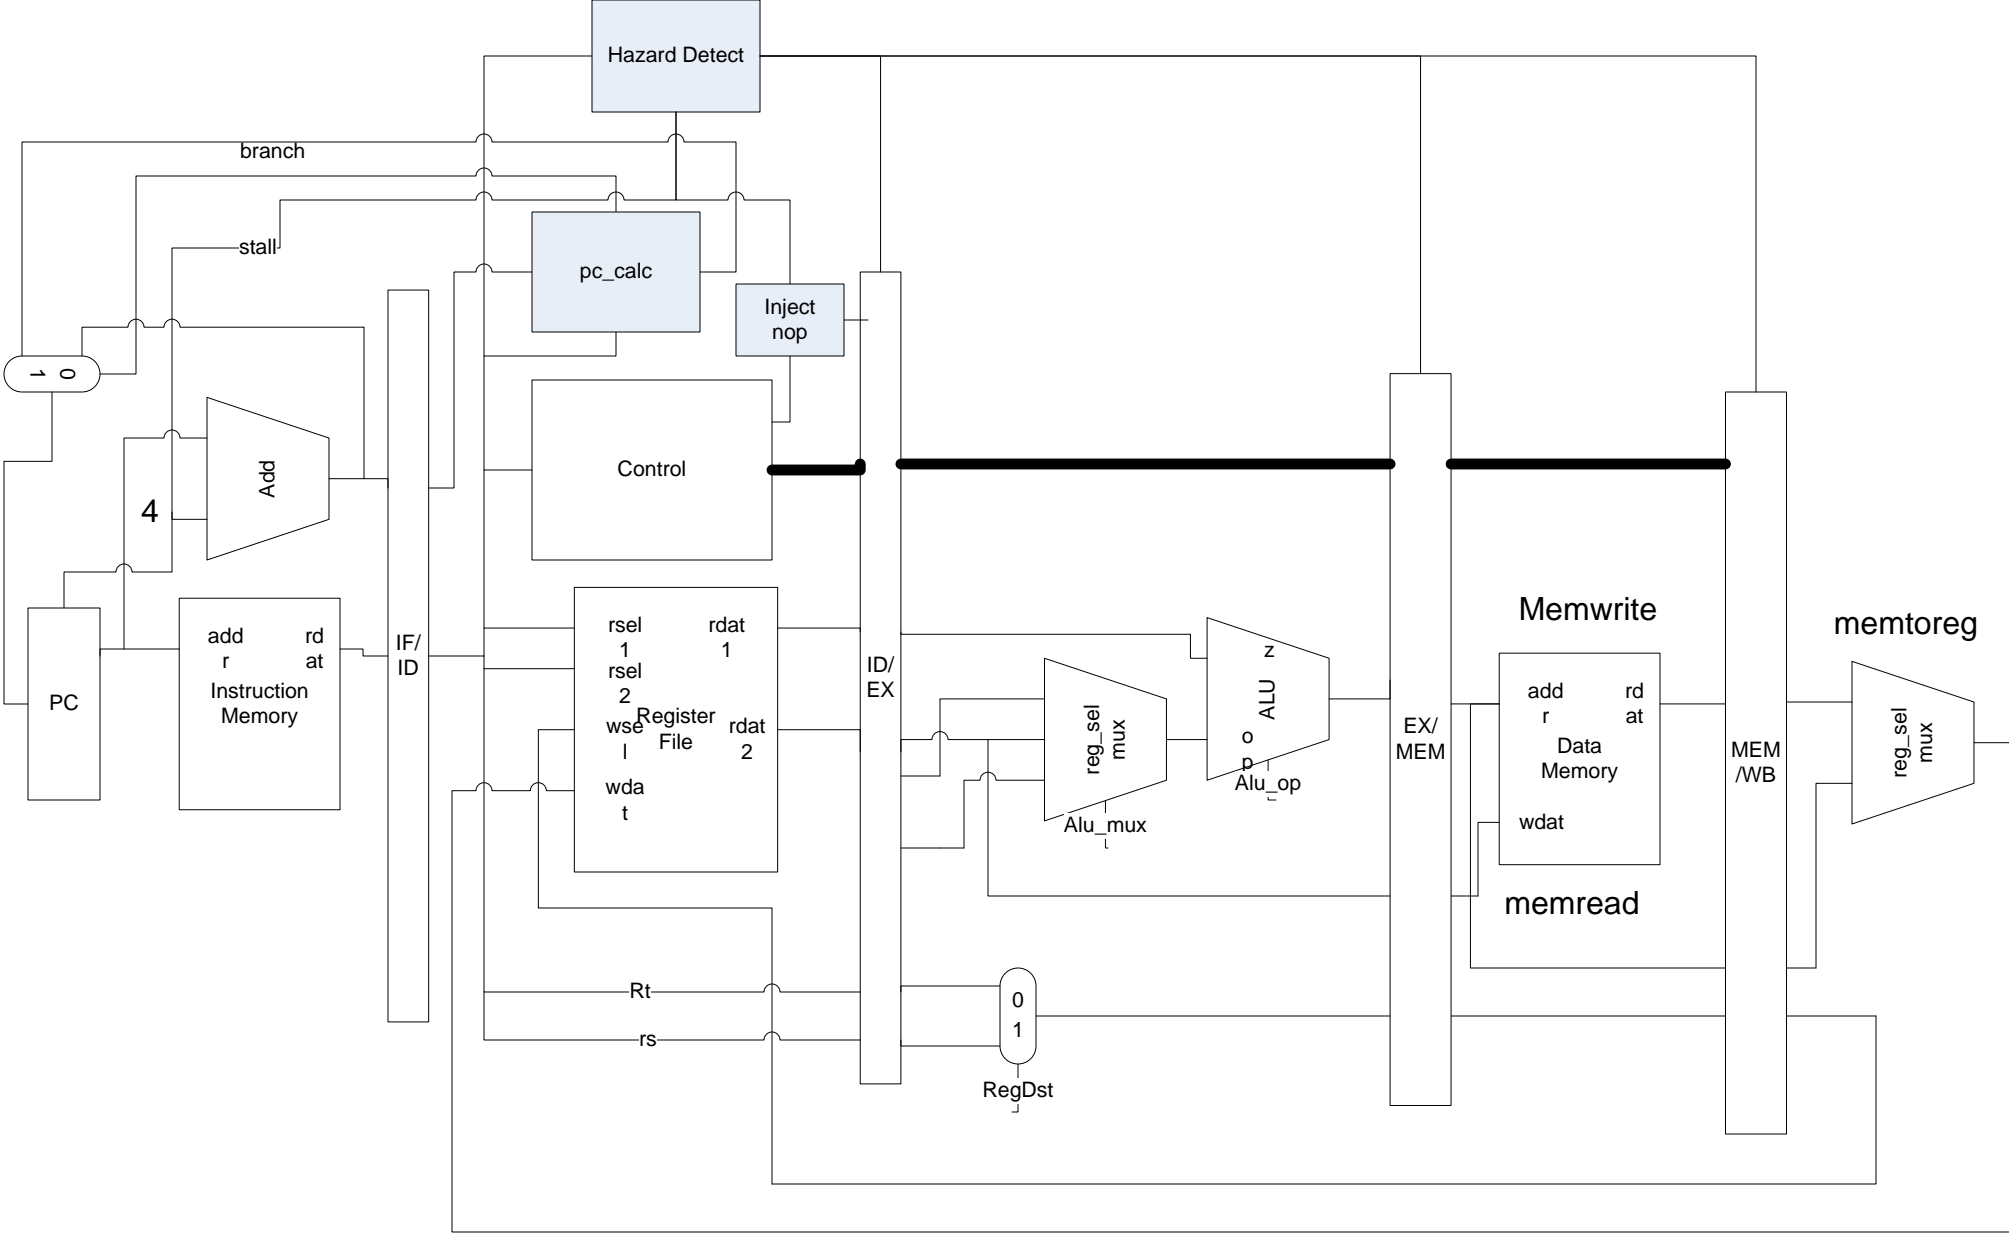 Hazard Detect
branch
stall
pc_calc
Inject
nop
0
1
Add
4
Control
PC
add
r
rd
at
Instruction
Memory
IF/
ID
rsel
1
rsel
2
wse
l
wda
t
rdat
1
rdat
2
Register
File
Rt
rs
ID/
EX
reg_sel
mux
Alu_mux
z
ALU
o
p
Alu_op
0
1
RegDst
EX/
MEM
Memwrite
add
r
rd
at
Data
Memory
wdat
memread
MEM
/WB
memtoreg
reg_sel
mux